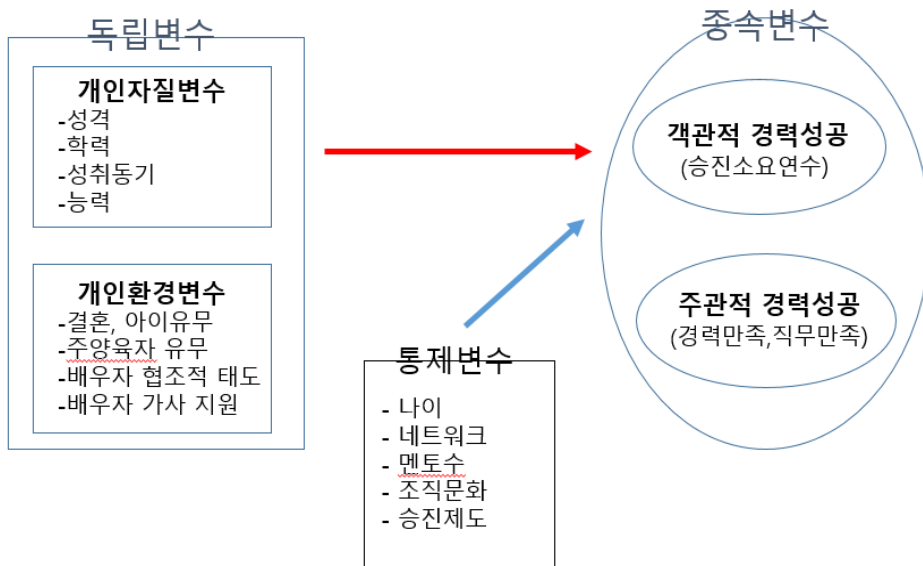 독립변수
개인자질변수
-성격
-학력
-성취동기
-능력
개인환경변수
-결혼, 아이유무
-주양육자 유무
-배우자 협조적 태도
-배우자 가사 지원
통제변수
- 나이
- 네트워크
- 멘토수
- 조직문화
- 승진제도
종속변수
객관적 경력성공
(승진소요연수)
주관적 경력성공
(경력만족,직무만족)